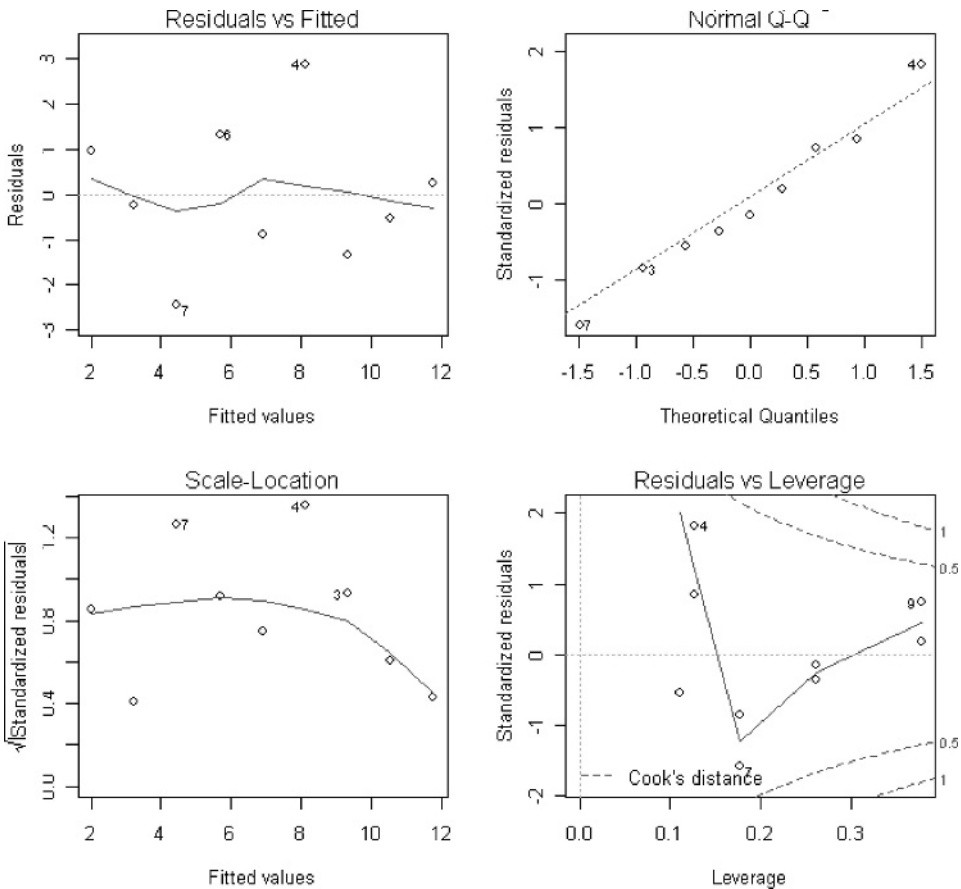 Residuals vs Fitted
3
2
1
0
-1
-2
-3
Residuals
4
6
7
2 4 6 8 10 12
Fitted values
Normal Q-Q
2
1
0
-1
Standardized residuals
4
3
7
-1.5 -1.0 -0.5 0.0 0.5 1.0 1.5
Theoretical Quantiles
Scale-Location
1.2
0.8
0.4
0.0
√|Standardized residuals|
7
4
3
2 4 6 8 10 12
Fitted values
Residuals vs Leverage
2
1
0
-1
-2
Standardized residuals
4
9
7
1
0.5
0.5
1
Cook's distance
0.0 0.1 0.2 0.3
Leverage